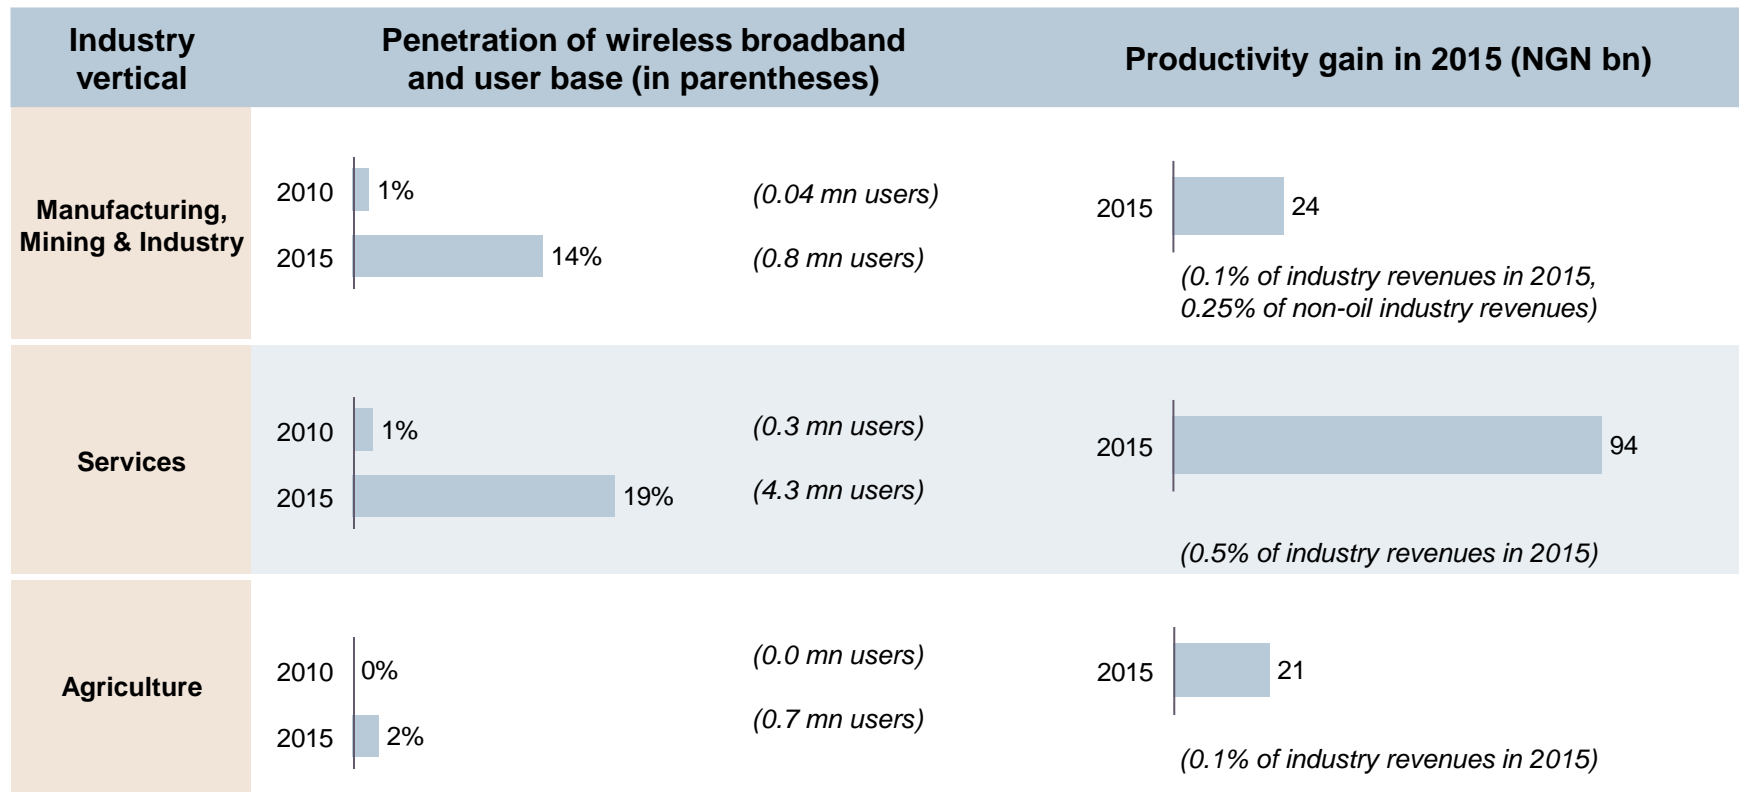 Industry
vertical
Penetration of wireless broadband
and user base (in parentheses)
Productivity gain in 2015 (NGN bn)
Manufacturing,
Mining & Industry
2010 1% (0.04 mn users)
2015 14% (0.8 mn users)
2015 24
(0.1% of industry revenues in 2015,
0.25% of non-oil industry revenues)
Services
2010 1% (0.3 mn users)
2015 19% (4.3 mn users)
2015 94
(0.5% of industry revenues in 2015)
Agriculture
2010 0% (0.0 mn users)
2015 2% (0.7 mn users)
2015 21
(0.1% of industry revenues in 2015)